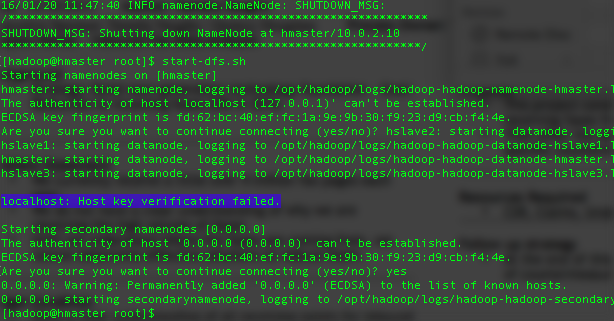 16/01/20 11:47:40 INFO namenode.NameNode: SHUTDOWN_MSG:
/************************************************************
SHUTDOWN_MSG: Shutting down NameNode at hmaster/10.0.2.10
************************************************************/
[hadoop@hmaster root]$ start-dfs.sh
Starting namenodes on [hmaster]
hmaster: starting namenode, logging to /opt/hadoop/logs/hadoop-hadoop-namenode-hmaster.l
The authenticity of host 'localhost (127.0.0.1)' can't be established.
ECDSA key fingerprint is fd:62:bc:40:ef:fc:1a:9e:9b:30:f9:23:d9:cb:f4:4e.
Are you sure you want to continue connecting (yes/no)? hslave2: starting datanode, loggi
hslave1: starting datanode, logging to /opt/hadoop/logs/hadoop-hadoop-datanode-hslave1.l
hmaster: starting datanode, logging to /opt/hadoop/logs/hadoop-hadoop-datanode-hmaster.l
hslave3: starting datanode, logging to /opt/hadoop/logs/hadoop-hadoop-datanode-hslave3.l
localhost: Host key verification failed.
Starting secondary namenodes [0.0.0.0]
The authenticity of host '0.0.0.0 (0.0.0.0)' can't be established.
ECDSA key fingerprint is fd:62:bc:40:ef:fc:1a:9e:9b:30:f9:23:d9:cb:f4:4e.
Are you sure you want to continue connecting (yes/no)? yes
0.0.0.0: Warning: Permanently added '0.0.0.0' (ECDSA) to the list of known hosts.
0.0.0.0: starting secondarynamenode, logging to /opt/hadoop/logs/hadoop-hadoop-secondary
[hadoop@hmaster root]$